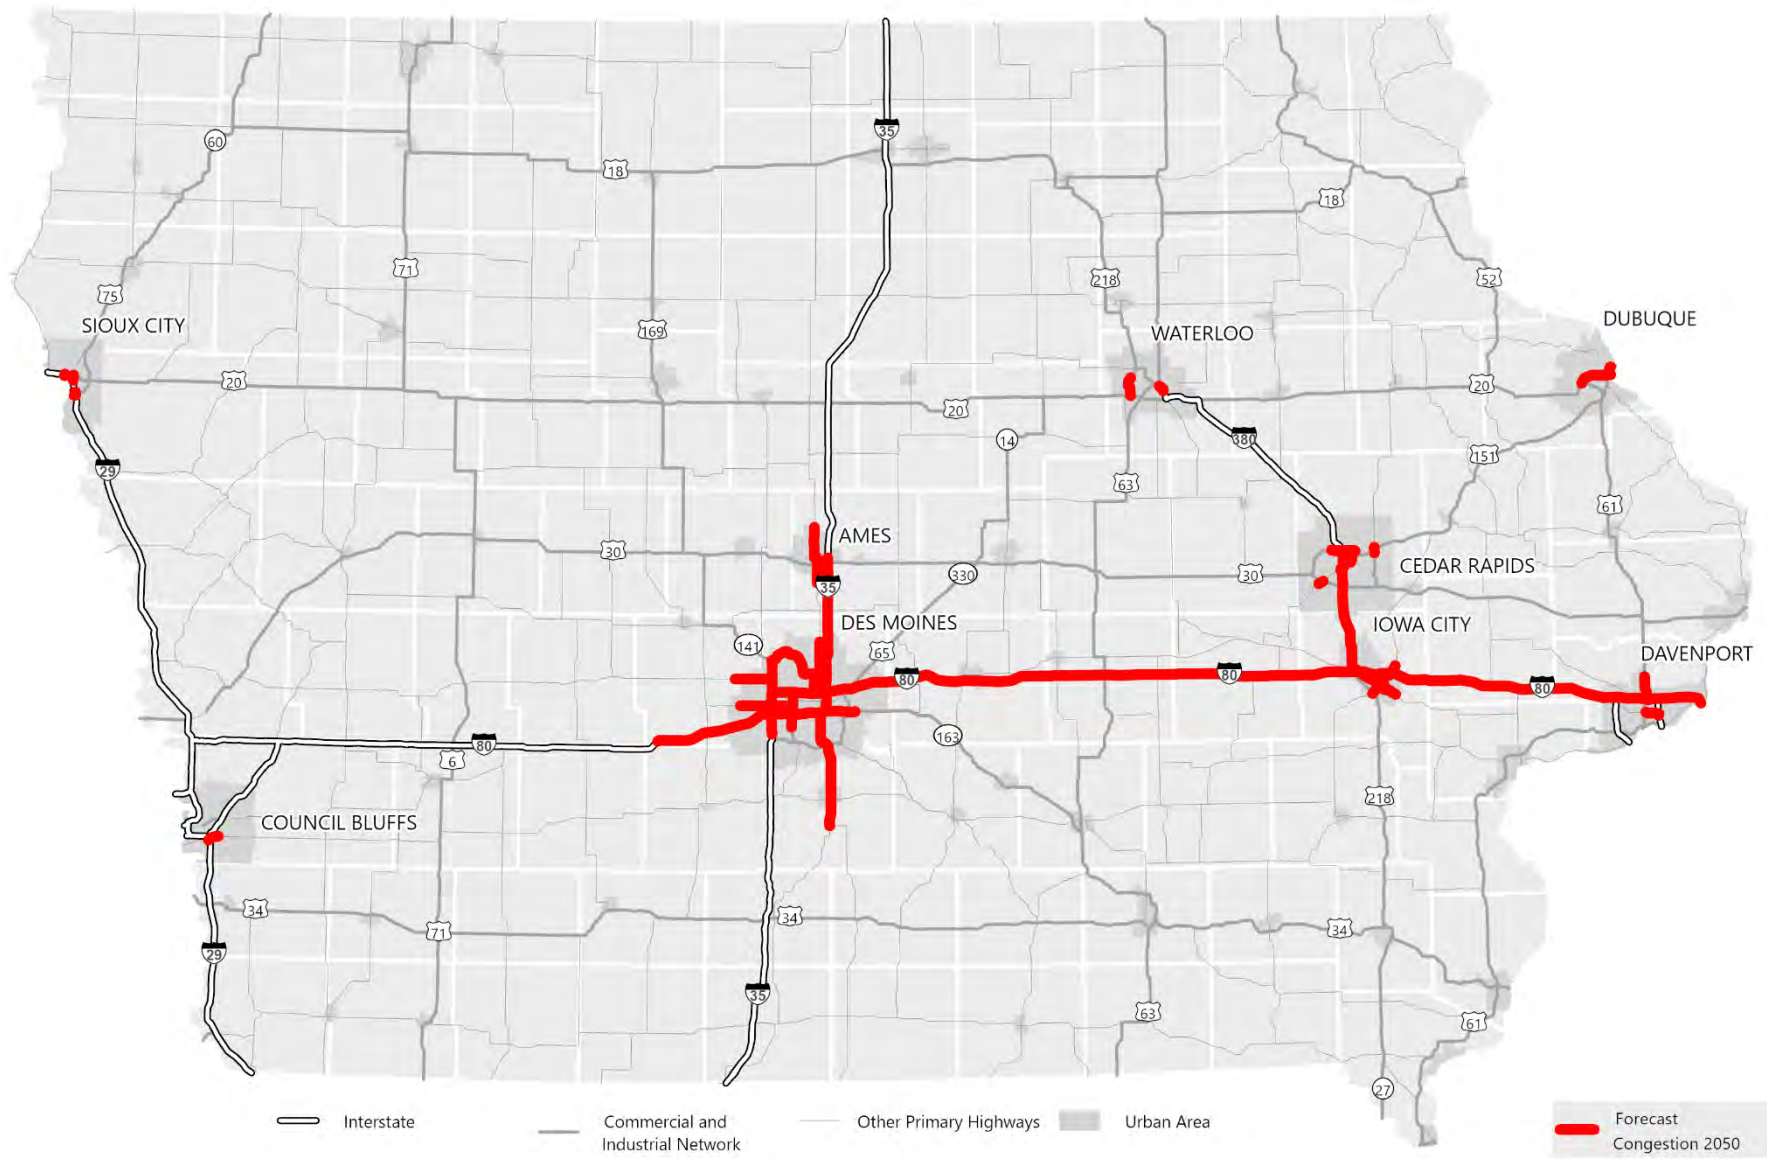 35
60
18
18
71
218
52
75
SIOUX CITY
DUBUQUE
169
WATERLOO
20
20
20
14
380
151
29
63
61
AMES
30
CEDAR RAPIDS
330
30
35
DES MOINES
IOWA CITY
141
65
DAVENPORT
80
80
80
163
80
6
218
COUNCIL BLUFFS
34
34
71
34
29
35
63
61
27
Interstate
Commercial and
Industrial Network
Other Primary Highways
Urban Area
Forecast
Congestion 2050